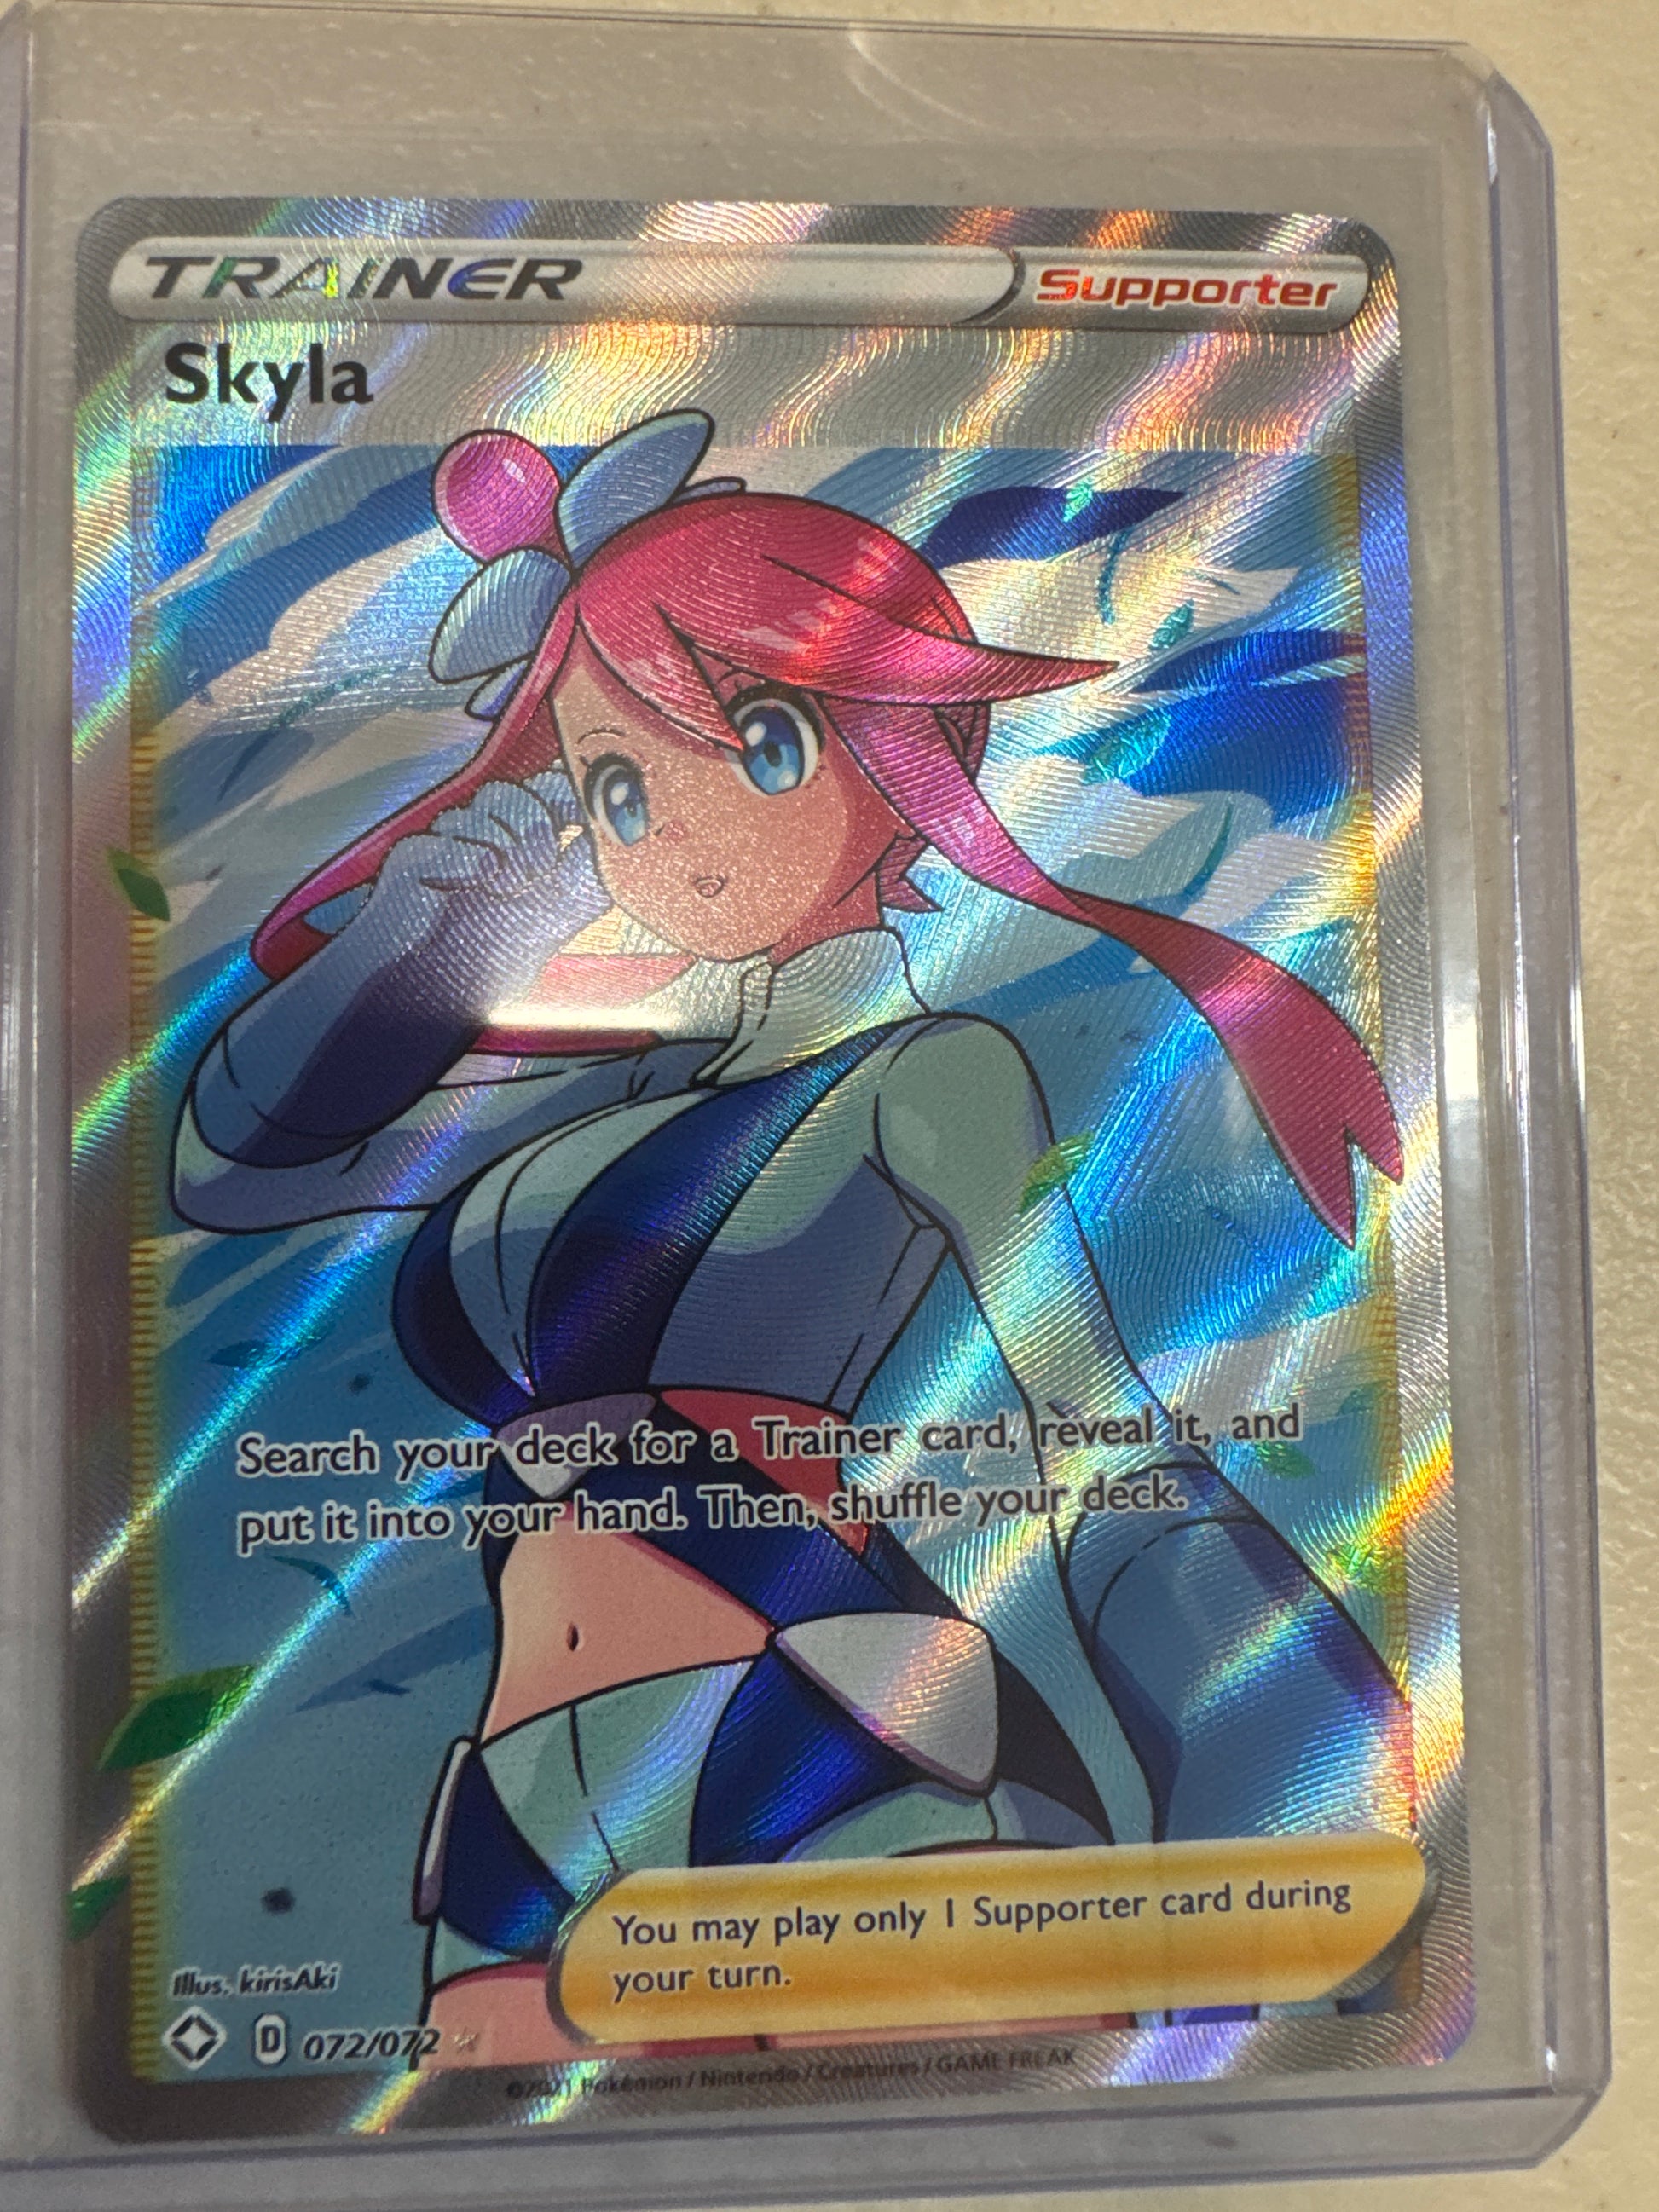 TRAINER Supporter
Skyla
Search your deck for a Trainer card, reveal it, and
put it into your hand. Then, shuffle your deck.
You may play only 1 Supporter card during
your turn.
Illus. kirisAki
D 072/072
©2021 Pokémon / Nintendo / Creatures / GAME FREAK